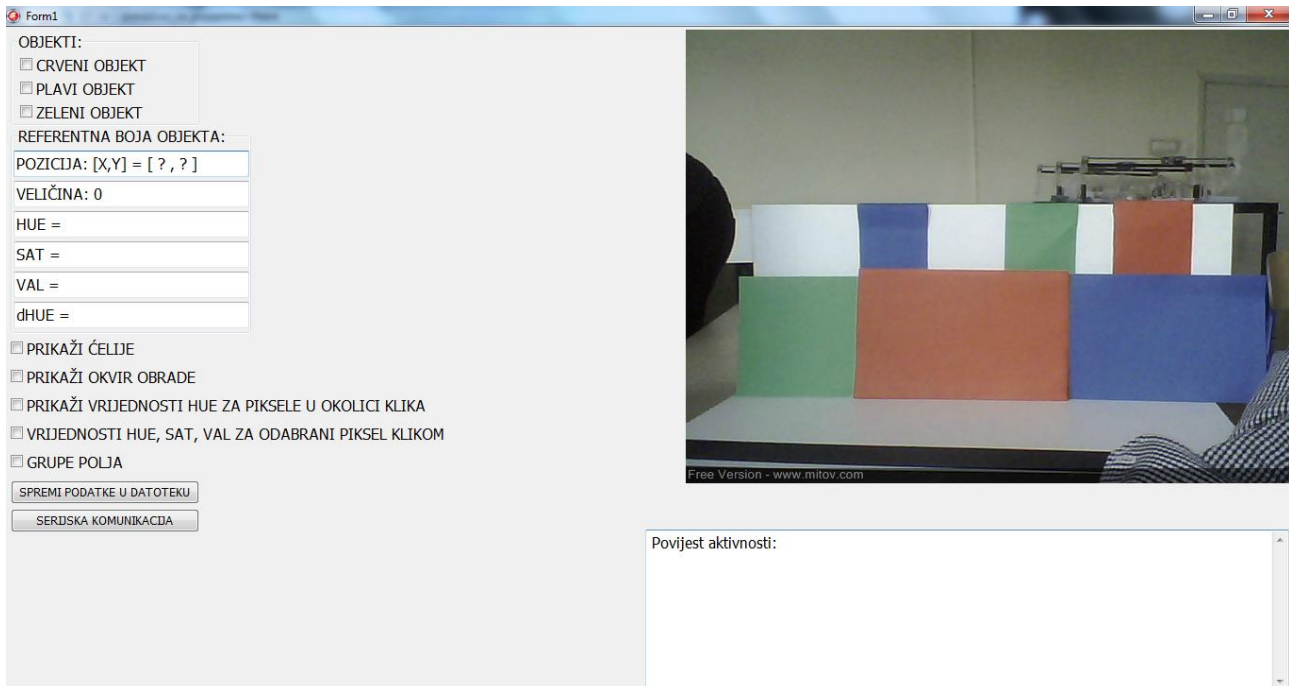 Form1
OBJEKTI:
CRVENI OBJEKT
PLAVI OBJEKT
ZELENI OBJEKT
REFERENTNA BOJA OBJEKTA:
POZICIJA: [X,Y] = [ ? , ? ]
VELIČINA: 0
HUE =
SAT =
VAL =
dHUE =
PRIKAŽI ĆELIJE
PRIKAŽI OKVIR OBRADE
PRIKAŽI VRIJEDNOSTI HUE ZA PIKSELE U OKOLICI KLIKA
VRIJEDNOSTI HUE, SAT, VAL ZA ODABRANI PIKSEL KLIKOM
GRUPE POLJA
SPREMI PODATKE U DATOTEKU
SERIJSKA KOMUNIKACIJA
Free Version - www.mitov.com
Povijest aktivnosti: